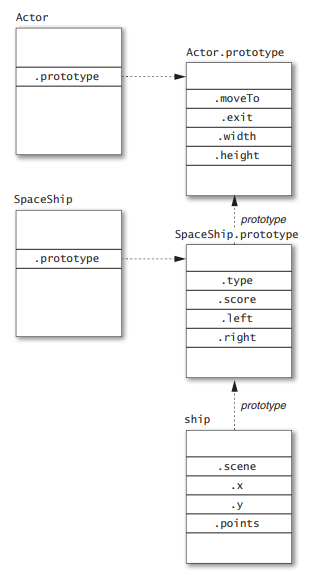 Actor
.prototype
Actor.prototype
.moveTo
.exit
.width
.height
prototype
SpaceShip
.prototype
SpaceShip.prototype
.type
.score
.left
.right
prototype
ship
.scene
.x
.y
.points